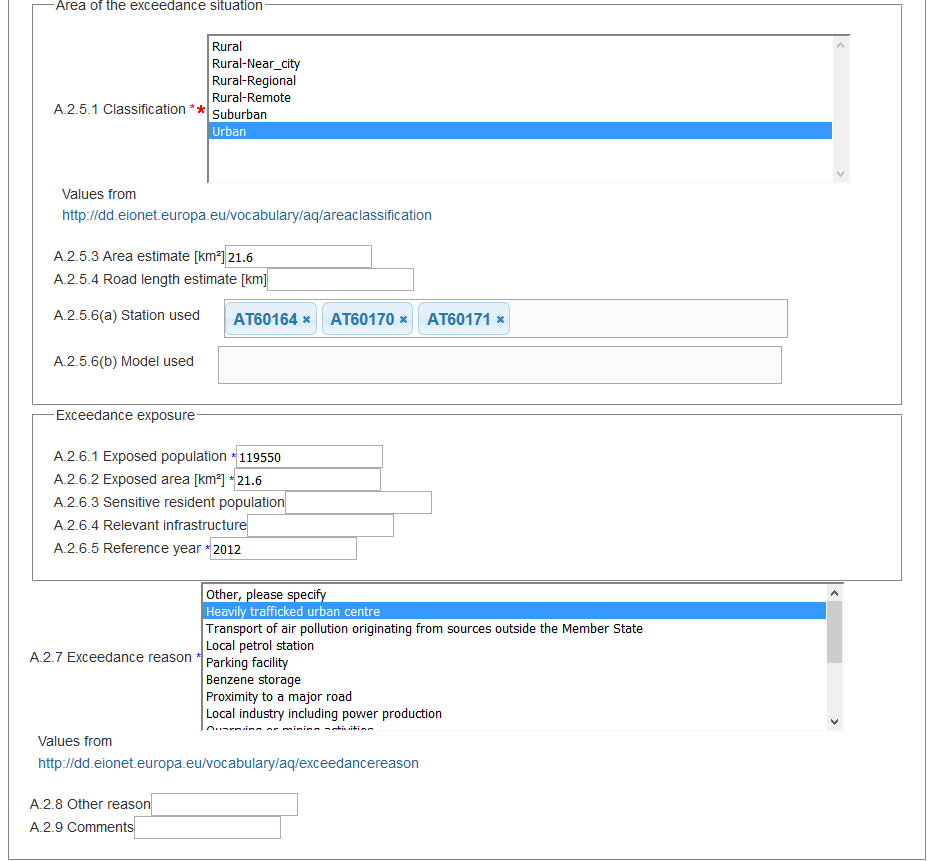 Area of the exceedance situation
Rural
Rural-Near_city
Rural-Regional
Rural-Remote
A.2.5.1 Classification **
Suburban
Urban
Values from
http://dd.eionet.europa.eu/vocabulary/aq/areaclassification
A.2.5.3 Area estimate [km²] 21.6
A.2.5.4 Road length estimate [km]
A.2.5.6(a) Station used AT60164 × AT60170 × AT60171 ×
A.2.5.6(b) Model used
Exceedance exposure
A.2.6.1 Exposed population * 119550
A.2.6.2 Exposed area [km²] * 21.6
A.2.6.3 Sensitive resident population
A.2.6.4 Relevant infrastructure
A.2.6.5 Reference year * 2012
Other, please specify
Heavily trafficked urban centre
Transport of air pollution originating from sources outside the Member State
Local petrol station
A.2.7 Exceedance reason * Parking facility
Benzene storage
Proximity to a major road
Local industry including power production
Quarrying or mining activities
Values from
http://dd.eionet.europa.eu/vocabulary/aq/exceedancereason
A.2.8 Other reason
A.2.9 Comments